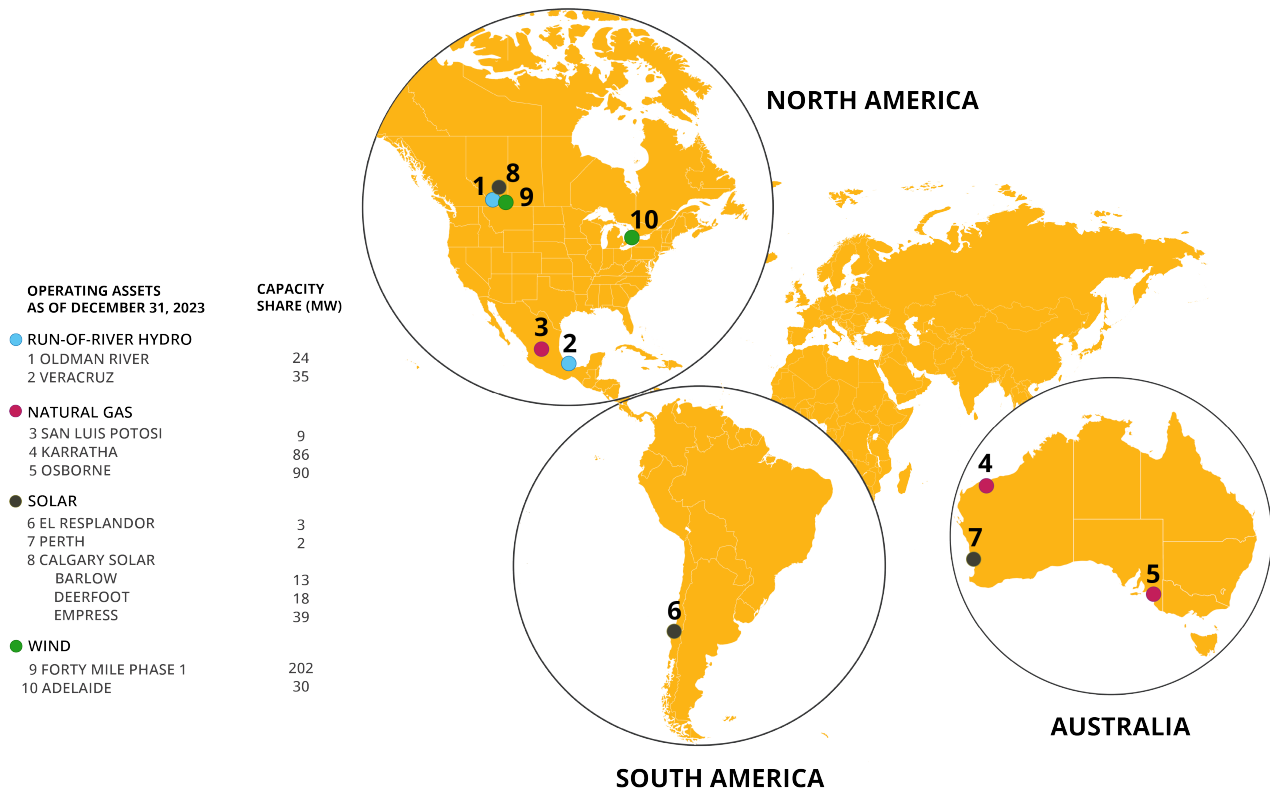 NORTH AMERICA
1
8
9
10
3
2
OPERATING ASSETS
AS OF DECEMBER 31, 2023
CAPACITY
SHARE (MW)
RUN-OF-RIVER HYDRO
1 OLDMAN RIVER 24
2 VERACRUZ 35
NATURAL GAS
3 SAN LUIS POTOSI 9
4 KARRATHA 86
5 OSBORNE 90
SOLAR
6 EL RESPLANDOR 3
7 PERTH 2
8 CALGARY SOLAR
BARLOW 13
DEERFOOT 18
EMPRESS 39
WIND
9 FORTY MILE PHASE 1 202
10 ADELAIDE 30
4
7
5
6
AUSTRALIA
SOUTH AMERICA